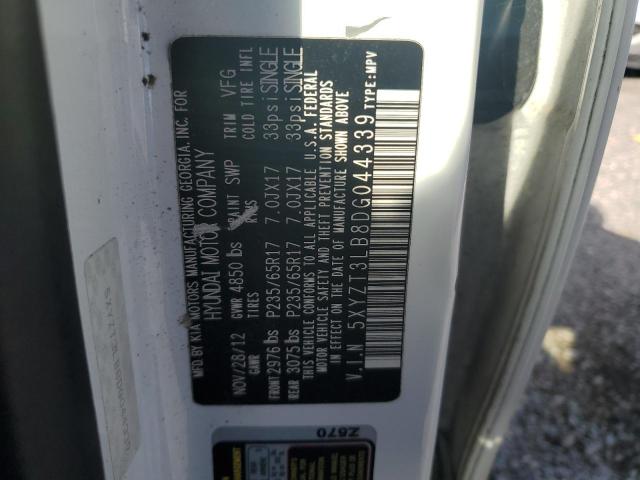 MFD BY KIA MOTORS MANUFACTURING GEORGIA, INC. FOR
HYUNDAI MOTOR COMPANY
NOV/28/12 GVWR 4850 lbs PAINT SWP TRIM VFG
GAWR TIRES RIMS COLD TIRE INFL
FRONT 2976 lbs P235/65R17 7.0JX17 33psi SINGLE
REAR 3075 lbs P235/65R17 7.0JX17 33psi SINGLE
THIS VEHICLE CONFORMS TO ALL APPLICABLE U.S.A. FEDERAL
MOTOR VEHICLE SAFETY AND THEFT PREVENTION STANDARDS
IN EFFECT ON THE DATE OF MANUFACTURE SHOWN ABOVE
V.I.N 5XYZT3LB8DG044339 TYPE:MPV
Z670